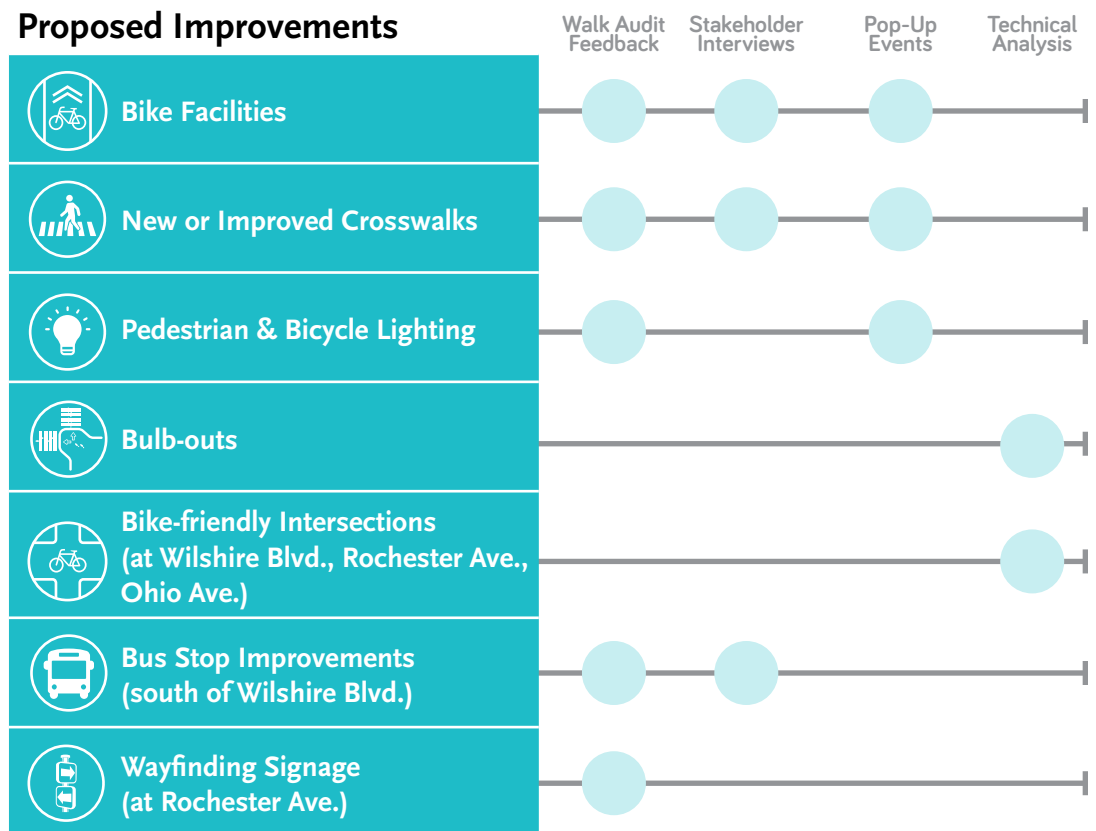 Proposed Improvements
Walk Audit
Feedback
Stakeholder
Interviews
Pop-Up
Events
Technical
Analysis
Bike Facilities
New or Improved Crosswalks
Pedestrian & Bicycle Lighting
Bulb-outs
Bike-friendly Intersections
(at Wilshire Blvd., Rochester Ave.,
Ohio Ave.)
Bus Stop Improvements
(south of Wilshire Blvd.)
Wayfinding Signage
(at Rochester Ave.)